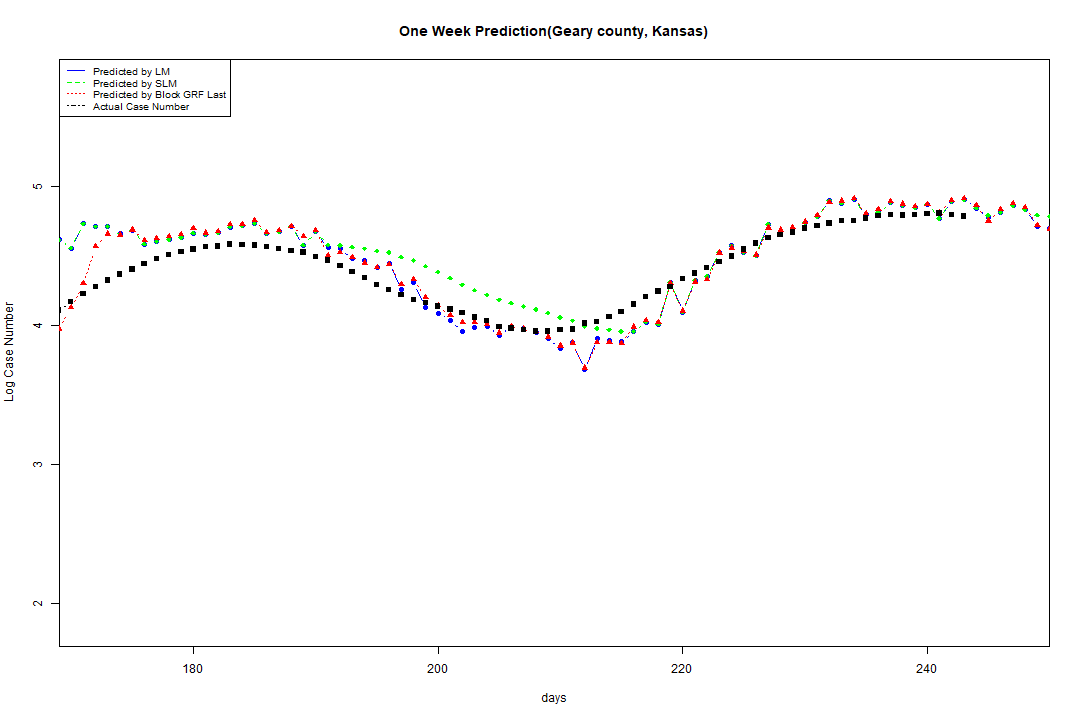 One Week Prediction(Geary county, Kansas)
Predicted by LM
Predicted by SLM
Predicted by Block GRF Last
Actual Case Number
5
4
3
2
Log Case Number
180 200 220 240
days